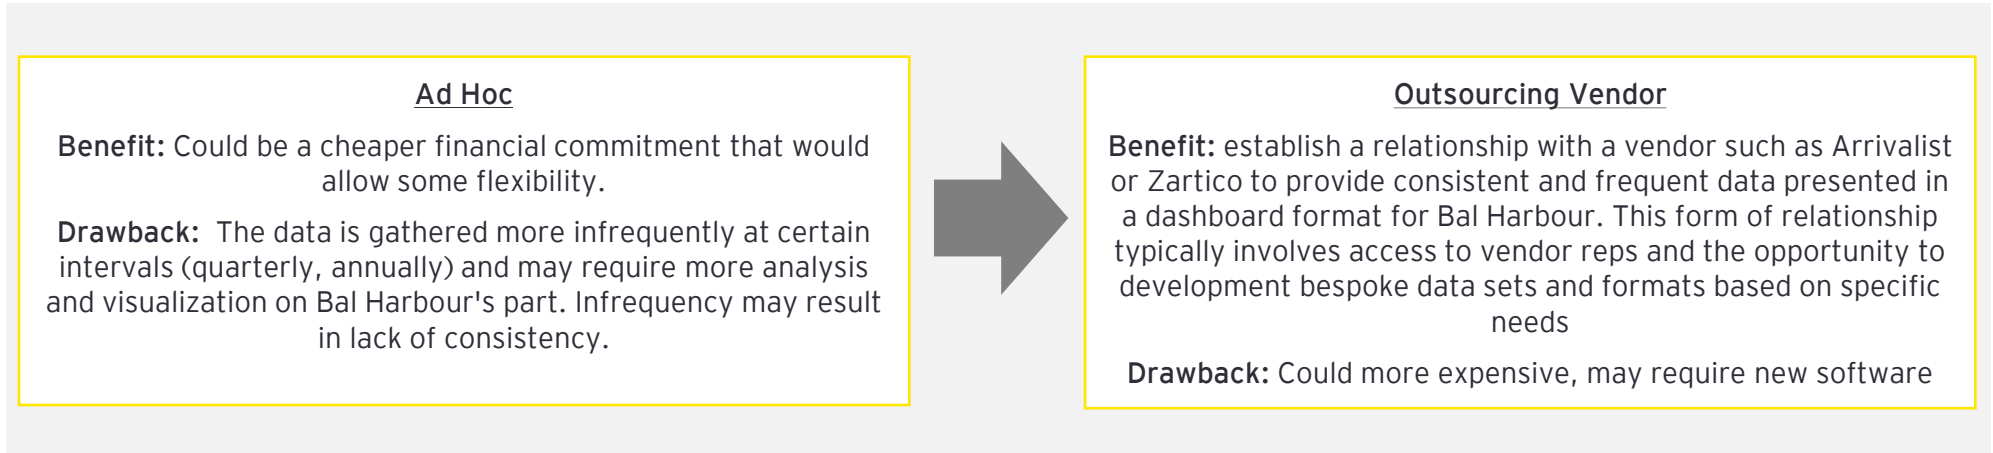 Ad Hoc
Benefit: Could be a cheaper financial commitment that would
allow some flexibility.
Drawback:  The data is gathered more infrequently at certain
intervals (quarterly, annually) and may require more analysis
and visualization on Bal Harbour's part. Infrequency may result
in lack of consistency.
Outsourcing Vendor
Benefit: establish a relationship with a vendor such as Arrivalist
or Zartico to provide consistent and frequent data presented in
a dashboard format for Bal Harbour. This form of relationship
typically involves access to vendor reps and the opportunity to
development bespoke data sets and formats based on specific
needs
Drawback: Could more expensive, may require new software